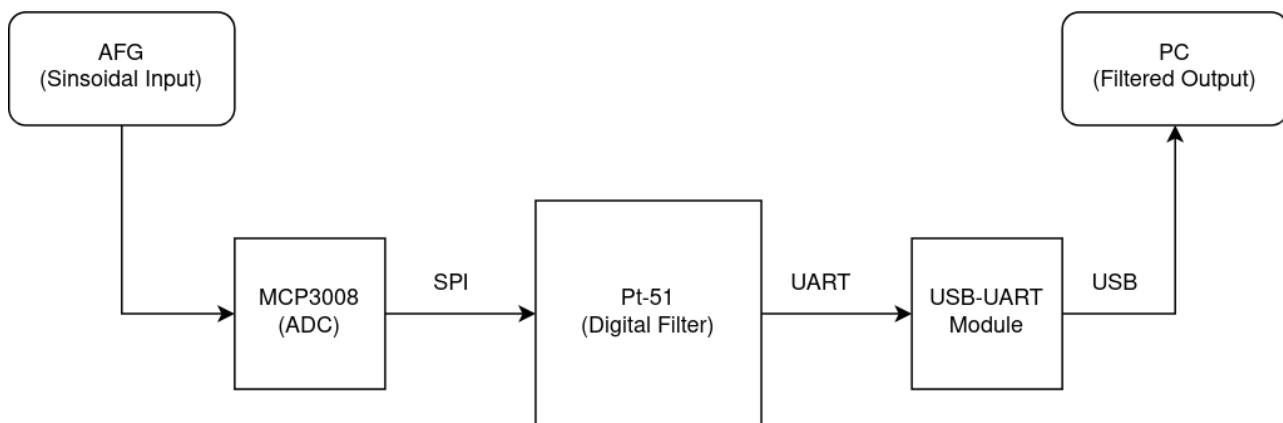 AFG
(Sinsoidal Input)
PC
(Filtered Output)
MCP3008
(ADC)
SPI
Pt-51
(Digital Filter)
UART
USB-UART
Module
USB